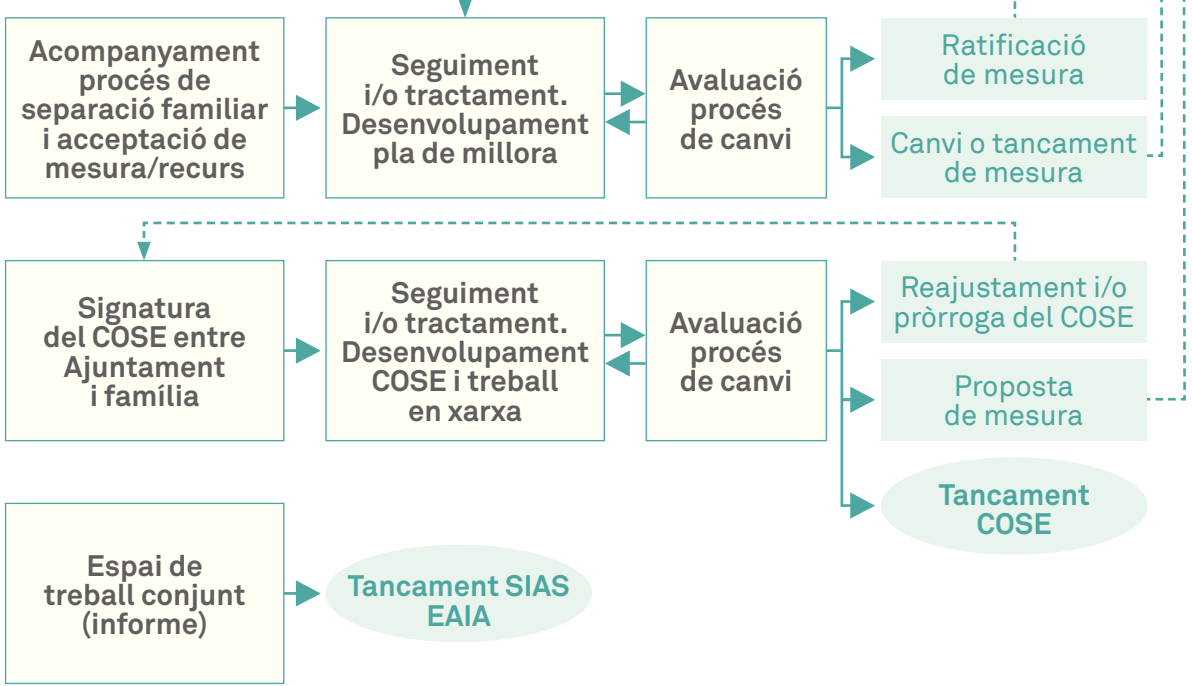 Acompanyament
procés de
separació familiar
i acceptació de
mesura/recurs
Seguiment
i/o tractament.
Desenvolupament
pla de millora
Avaluació
procés
de canvi
Ratificació
de mesura
Canvi o tancament
de mesura
Signatura
del COSE entre
Ajuntament
i família
Seguiment
i/o tractament.
Desenvolupament
COSE i treball
en xarxa
Avaluació
procés
de canvi
Reajustament i/o
pròrroga del COSE
Proposta
de mesura
Tancament
COSE
Espai de
treball conjunt
(informe)
Tancament SIAS
EAIA